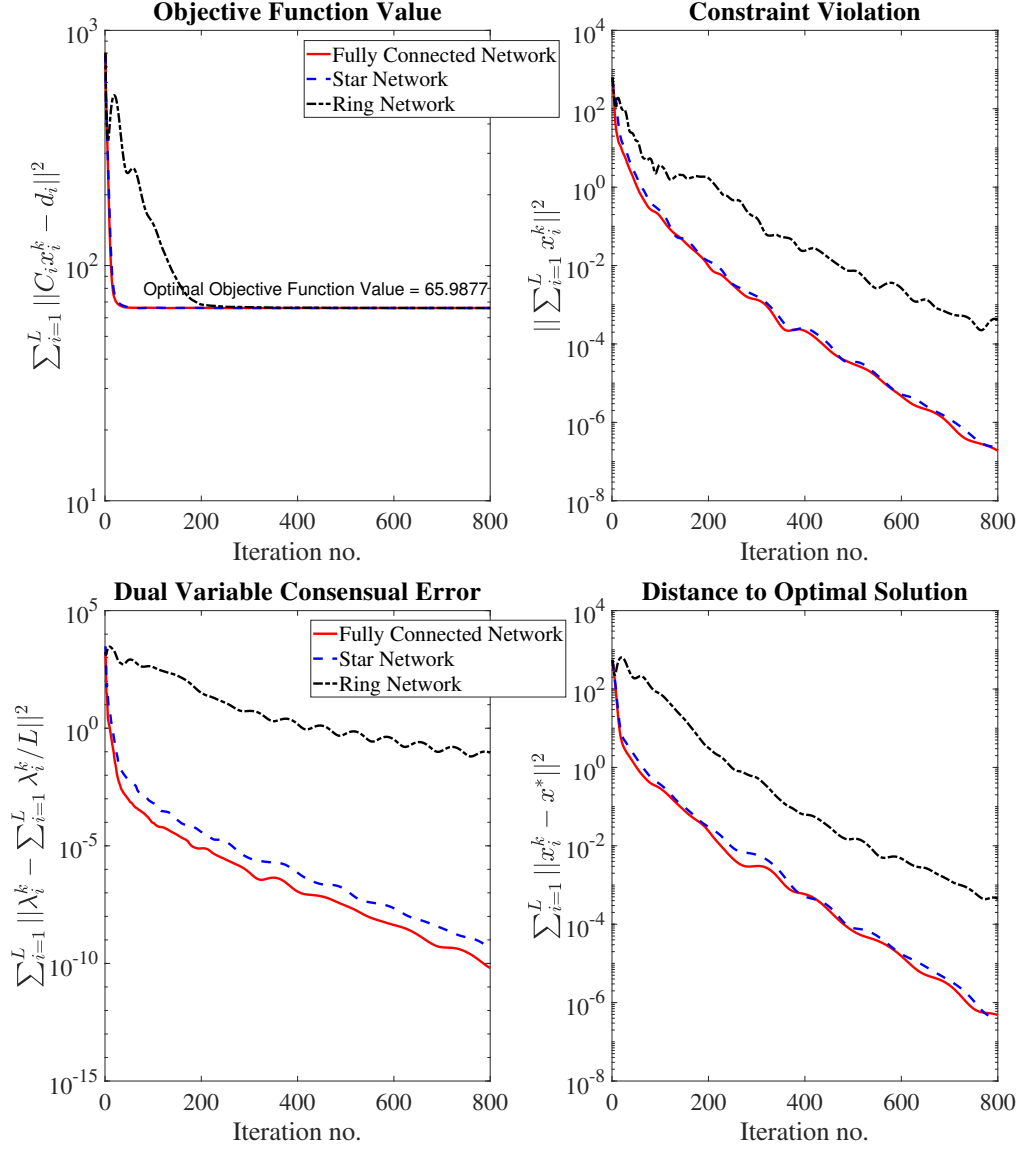 Objective Function Value
10^3
10^2
10^1
∑_{i=1}^{L} ||C_i x_i^k − d_i||^2
Fully Connected Network
Star Network
Ring Network
Optimal Objective Function Value = 65.9877
0 200 400 600 800
Iteration no.
Constraint Violation
10^4
10^2
10^0
10^-2
10^-4
10^-6
10^-8
|| ∑_{i=1}^{L} x_i^k||^2
0 200 400 600 800
Iteration no.
Dual Variable Consensual Error
10^5
10^0
10^-5
10^-10
10^-15
∑_{i=1}^{L} ||λ_i^k − ∑_{i=1}^{L} λ_i^k/L||^2
Fully Connected Network
Star Network
Ring Network
0 200 400 600 800
Iteration no.
Distance to Optimal Solution
10^4
10^2
10^0
10^-2
10^-4
10^-6
10^-8
∑_{i=1}^{L} ||x_i^k − x*||^2
0 200 400 600 800
Iteration no.